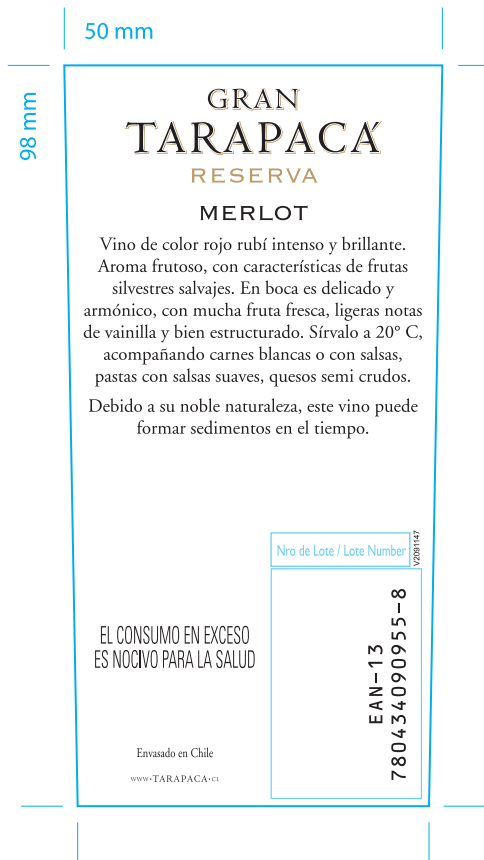 50 mm
98 mm
GRAN
TARAPACÁ
RESERVA
MERLOT
Vino de color rojo rubí intenso y brillante.
Aroma frutoso, con características de frutas
silvestres salvajes. En boca es delicado y
armónico, con mucha fruta fresca, ligeras notas
de vainilla y bien estructurado. Sírvalo a 20° C,
acompañando carnes blancas o con salsas,
pastas con salsas suaves, quesos semi crudos.
Debido a su noble naturaleza, este vino puede
formar sedimentos en el tiempo.
Nro de Lote / Lote Number
V2091147
EL CONSUMO EN EXCESO
ES NOCIVO PARA LA SALUD
EAN-13
780434090955-8
Envasado en Chile
WWW•TARAPACA•CL